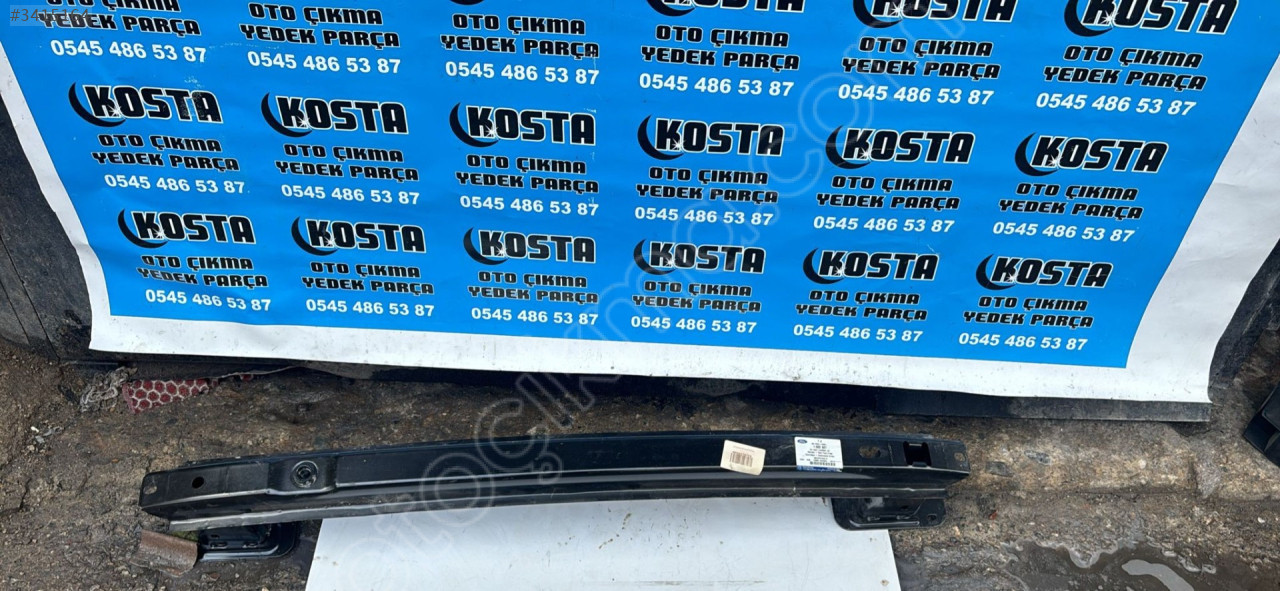 #3415164
YEDEK PARÇA
0545 486 53 87
OTO ÇIKMA
YEDEK PARÇA
0545 486 53 87
OTO ÇIKMA
YEDEK PARÇA
0545 486 53 87
OTO ÇIKMA
YEDEK PARÇA
0545 486 53 87
KOSTA
OTO ÇIKMA
YEDEK PARÇA
0545 486 53 87
KOSTA
OTO ÇIKMA
YEDEK PARÇA
0545 486 53 87
KOSTA
OTO ÇIKMA
YEDEK PARÇA
0545 486 53 87
KOSTA
OTO ÇIKMA
YEDEK PARÇA
0545 486 53 87
KOSTA
OTO ÇIKMA
YEDEK PARÇA
0545 486 53 87
KOSTA
OTO ÇIKMA
YEDEK PARÇA
0545 486 53 87
KOSTA
OTO ÇIKMA
YEDEK PARÇA
0545 486 53 87
KOSTA
OTO ÇIKMA
YEDEK PARÇA
0545 486 53 87
KOSTA
OTO ÇIKMA
YEDEK PARÇA
0545 486 53 87
KOSTA
OTO ÇIKMA
YEDEK PARÇA
0545 486 53 87
KOSTA
OTO ÇIKMA
YEDEK PARÇA
0545 486 53 87
KOSTA
OTO ÇIKMA
YEDEK PARÇA
0545 486 53 87
KOSTA
OTO ÇIKMA
YEDEK PARÇA
0545 486 53 87
KOSTA
OTO ÇIKMA
YEDEK PARÇA
0545 486 53 87
otocikma.com